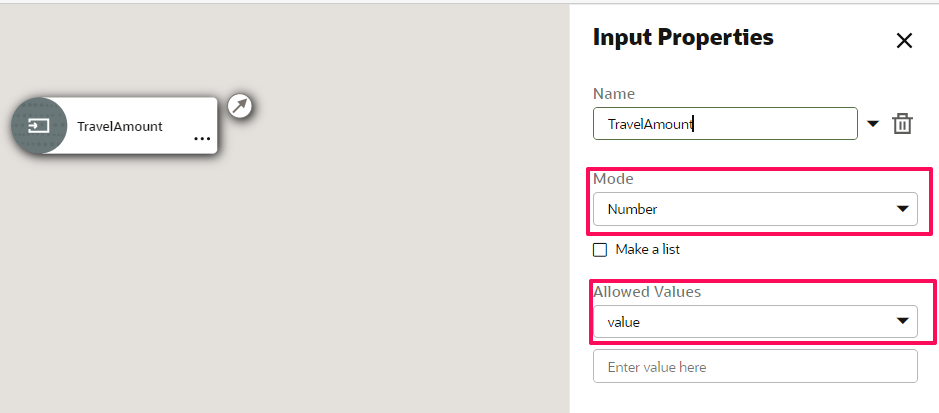 TravelAmount
...
Input Properties
Name
TravelAmount
Mode
Number
Make a list
Allowed Values
value
Enter value here